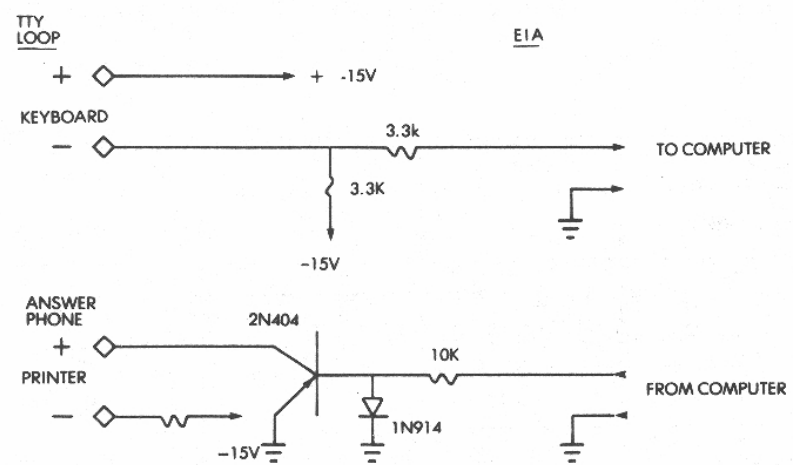 TTY
LOOP
EIA
+ + -15V
KEYBOARD
3.3k
− TO COMPUTER
3.3K
−15V
ANSWER
PHONE
2N404
+
10K
PRINTER
FROM COMPUTER
−
1N914
−15V